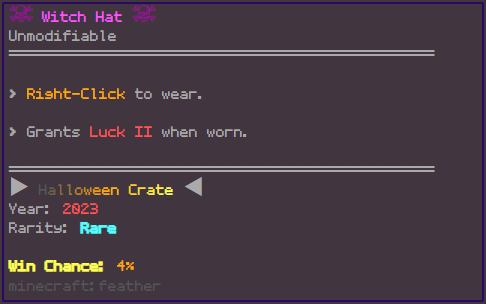 ☠ Witch Hat ☠
Unmodifiable
> Right-Click to wear.
> Grants Luck II when worn.
▶ Halloween Crate ◀
Year: 2023
Rarity: Rare
Win Chance: 4%
minecraft:feather